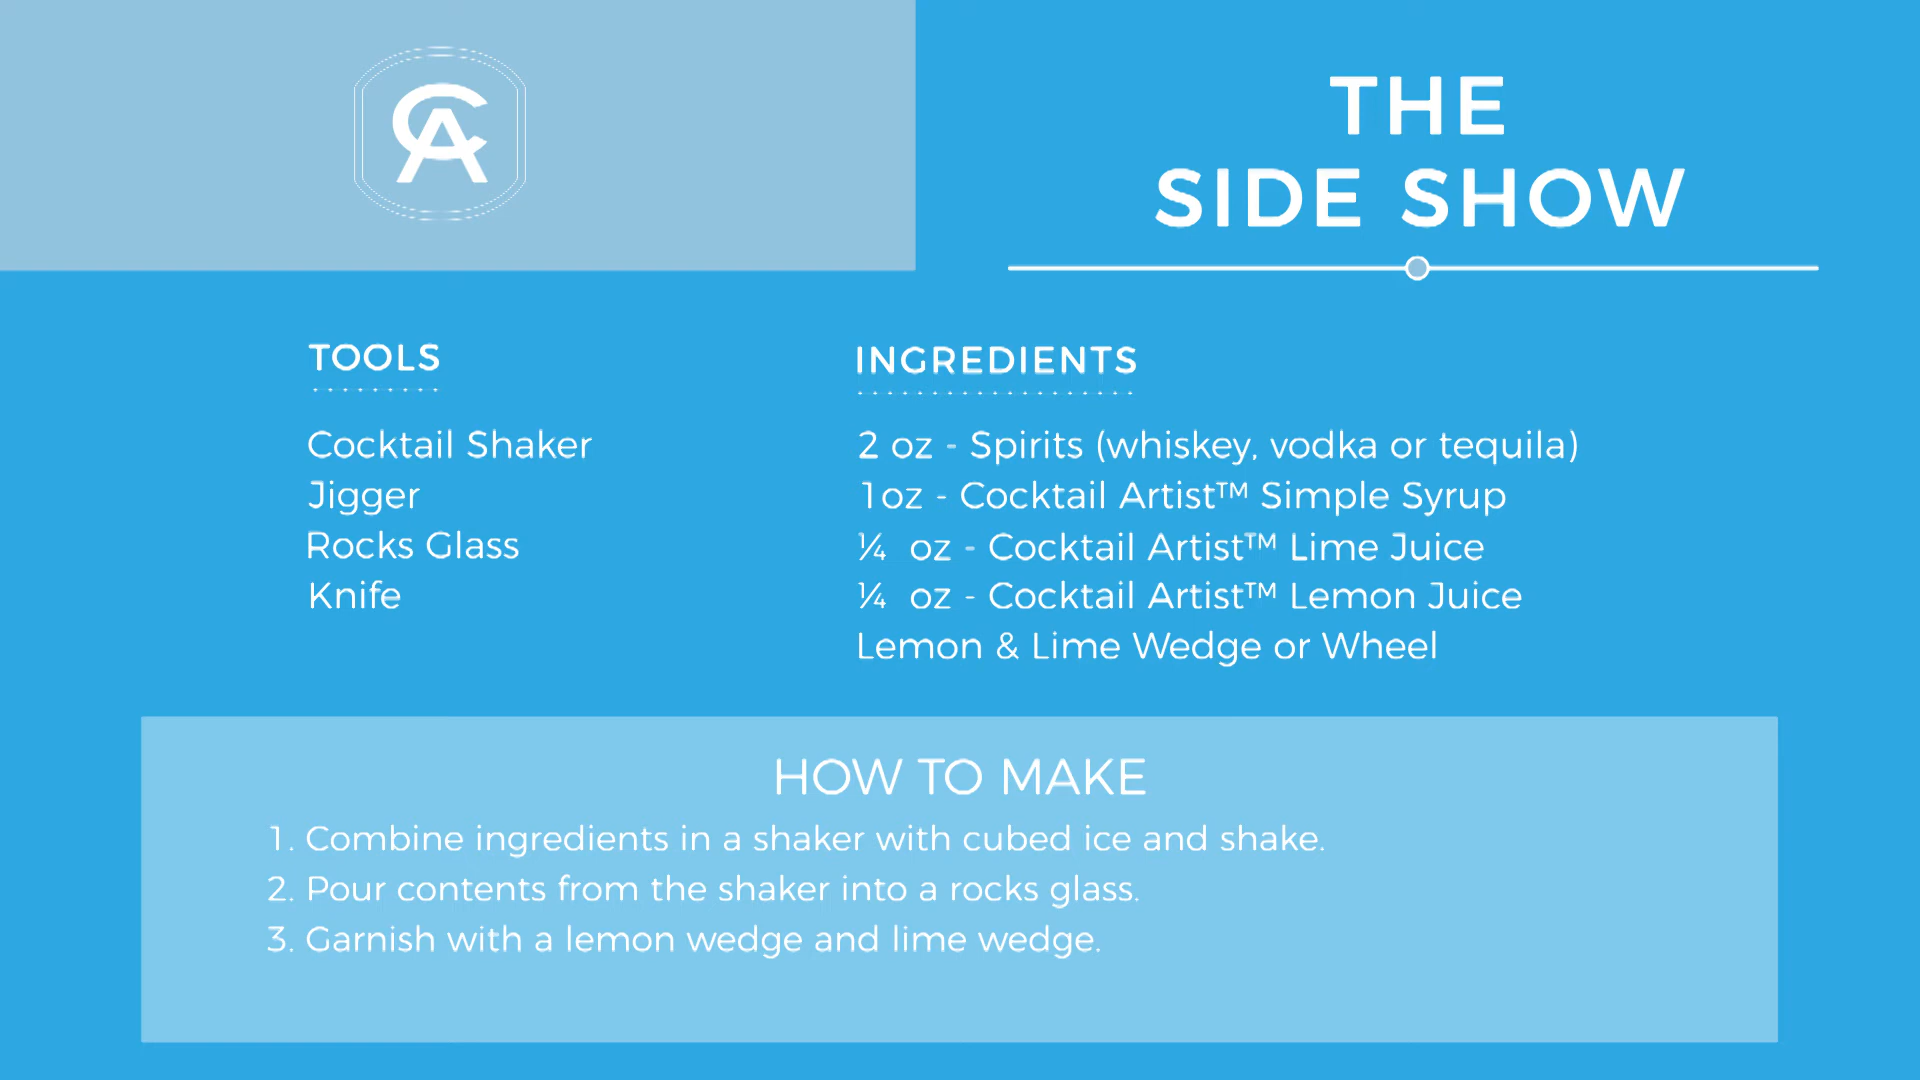 CA
THE
SIDE SHOW
TOOLS
Cocktail Shaker
Jigger
Rocks Glass
Knife
INGREDIENTS
2 oz - Spirits (whiskey, vodka or tequila)
1oz - Cocktail Artist™ Simple Syrup
¼ oz - Cocktail Artist™ Lime Juice
¼ oz - Cocktail Artist™ Lemon Juice
Lemon & Lime Wedge or Wheel
HOW TO MAKE
1. Combine ingredients in a shaker with cubed ice and shake.
2. Pour contents from the shaker into a rocks glass.
3. Garnish with a lemon wedge and lime wedge.